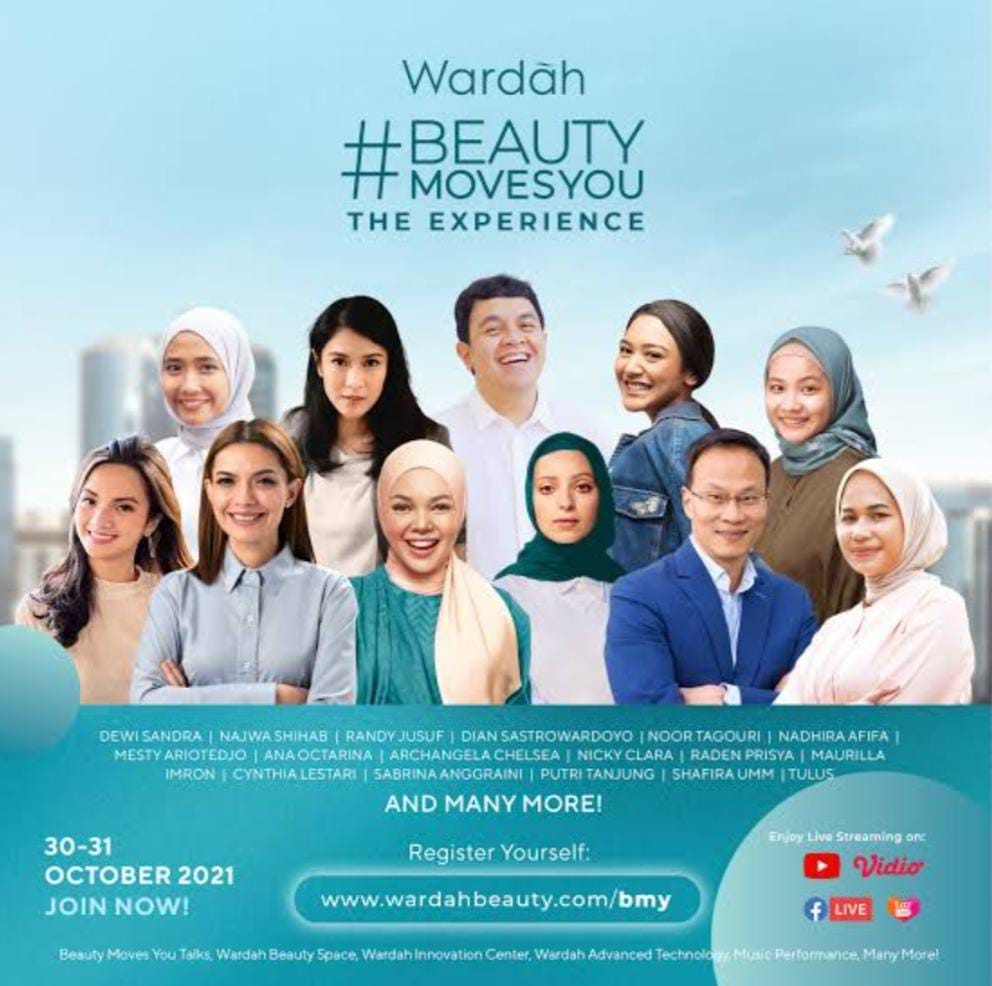 Wardah
#BEAUTY
MOVESYOU
THE EXPERIENCE
DEWI SANDRA | NAJWA SHIHAB | RANDY JUSUF | DIAN SASTROWARDOYO | NOOR TAGOURI | NADHIRA AFIFA |
MESTY ARIOTEDJO | ANA OCTARINA | ARCHANGELA CHELSEA | NICKY CLARA | RADEN PRISYA | MAURILLA
IMRON | CYNTHIA LESTARI | SABRINA ANGGRAINI | PUTRI TANJUNG | SHAFIRA UMM | TULUS
AND MANY MORE!
30-31
OCTOBER 2021
JOIN NOW!
Register Yourself:
www.wardahbeauty.com/bmy
Enjoy Live Streaming on:
Vidio
LIVE
Beauty Moves You Talks, Wardah Beauty Space, Wardah Innovation Center, Wardah Advanced Technology, Music Performance, Many More!